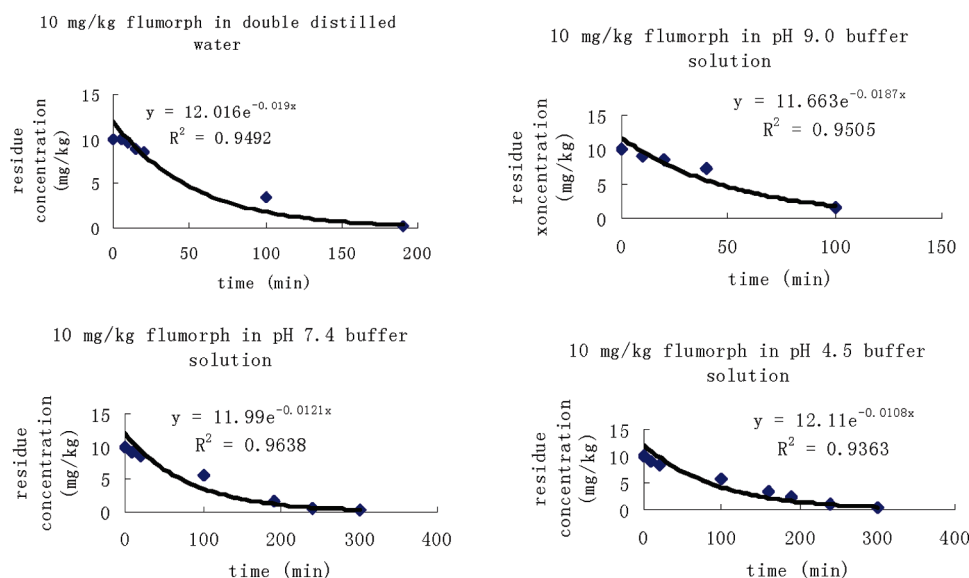 10 mg/kg flumorph in double distilled
water
y = 12.016e^-0.019x
R² = 0.9492
residue
concentration
(mg/kg)
15
10
5
0
0 50 100 150 200
time (min)
10 mg/kg flumorph in pH 9.0 buffer
solution
y = 11.663e^-0.0187x
R² = 0.9505
residue
xoncentration
(mg/kg)
15
10
5
0
0 50 100 150
time (min)
10 mg/kg flumorph in pH 7.4 buffer
solution
y = 11.99e^-0.0121x
R² = 0.9638
residue
concentration
(mg/kg)
15
10
5
0
0 100 200 300 400
time (min)
10 mg/kg flumorph in pH 4.5 buffer
solution
y = 12.11e^-0.0108x
R² = 0.9363
residue
concentration
(mg/kg)
15
10
5
0
0 100 200 300 400
time (min)